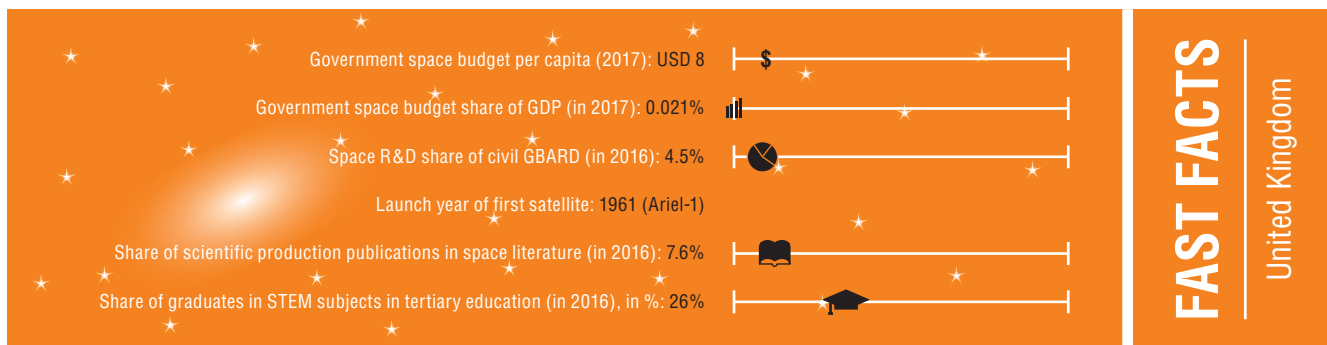 Government space budget per capita (2017): USD 8
$
Government space budget share of GDP (in 2017): 0.021%
Space R&D share of civil GBARD (in 2016): 4.5%
Launch year of first satellite: 1961 (Ariel-1)
Share of scientific production publications in space literature (in 2016): 7.6%
Share of graduates in STEM subjects in tertiary education (in 2016), in %: 26%
FAST FACTS
United Kingdom